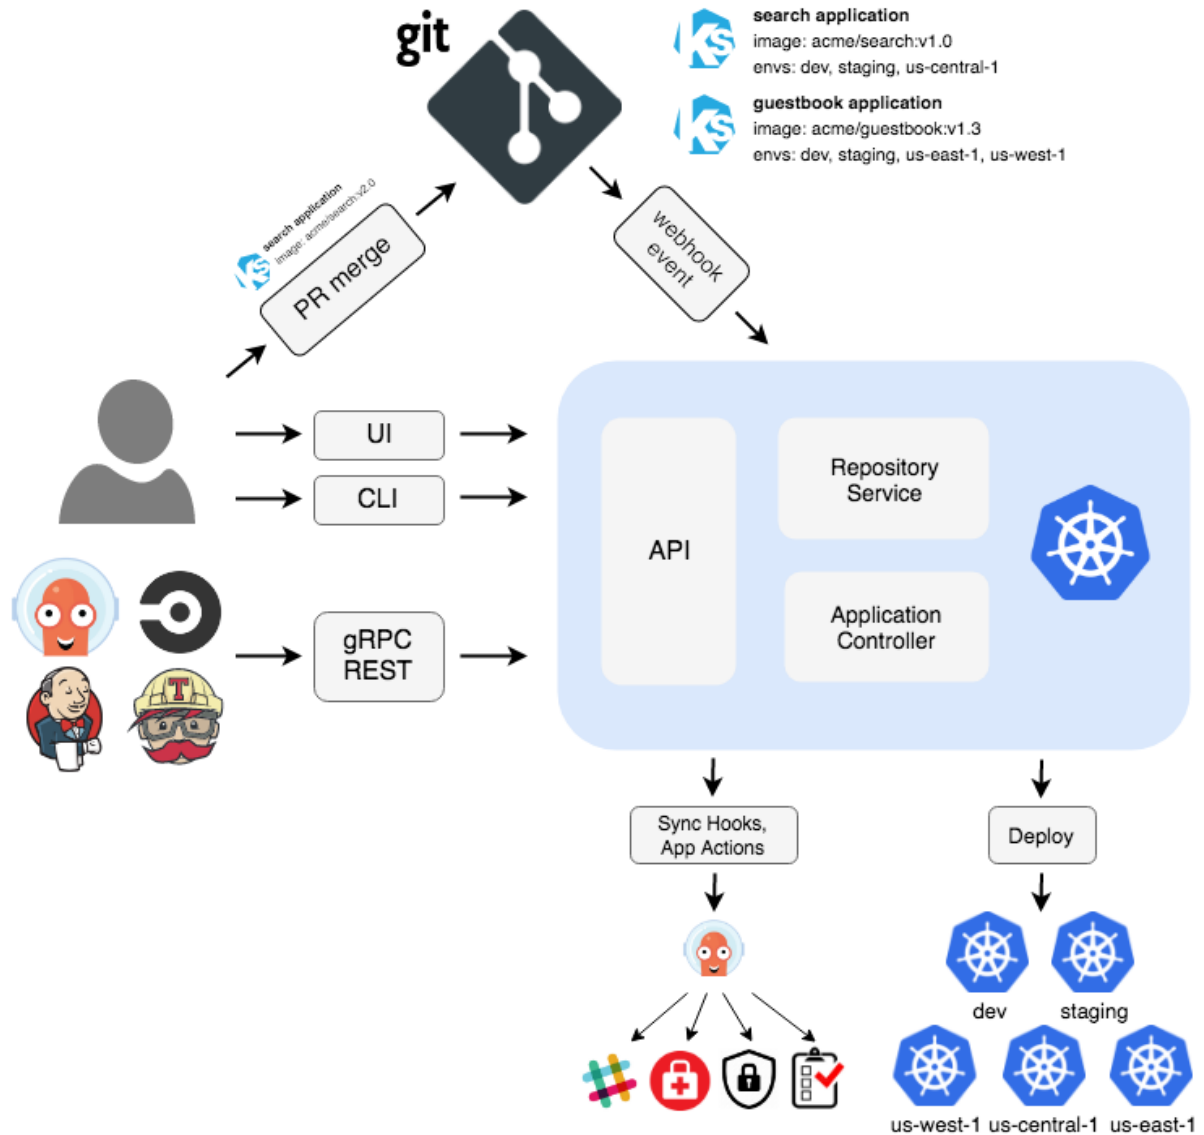 git
Ks
search application
image: acme/search:v1.0
envs: dev, staging, us-central-1
Ks
guestbook application
image: acme/guestbook:v1.3
envs: dev, staging, us-east-1, us-west-1
Ks
search application
image: acme/search:v2.0
PR merge
webhook
event
UI
CLI
gRPC
REST
T
API
Repository
Service
Application
Controller
Sync Hooks,
App Actions
Deploy
dev
staging
us-west-1
us-central-1
us-east-1